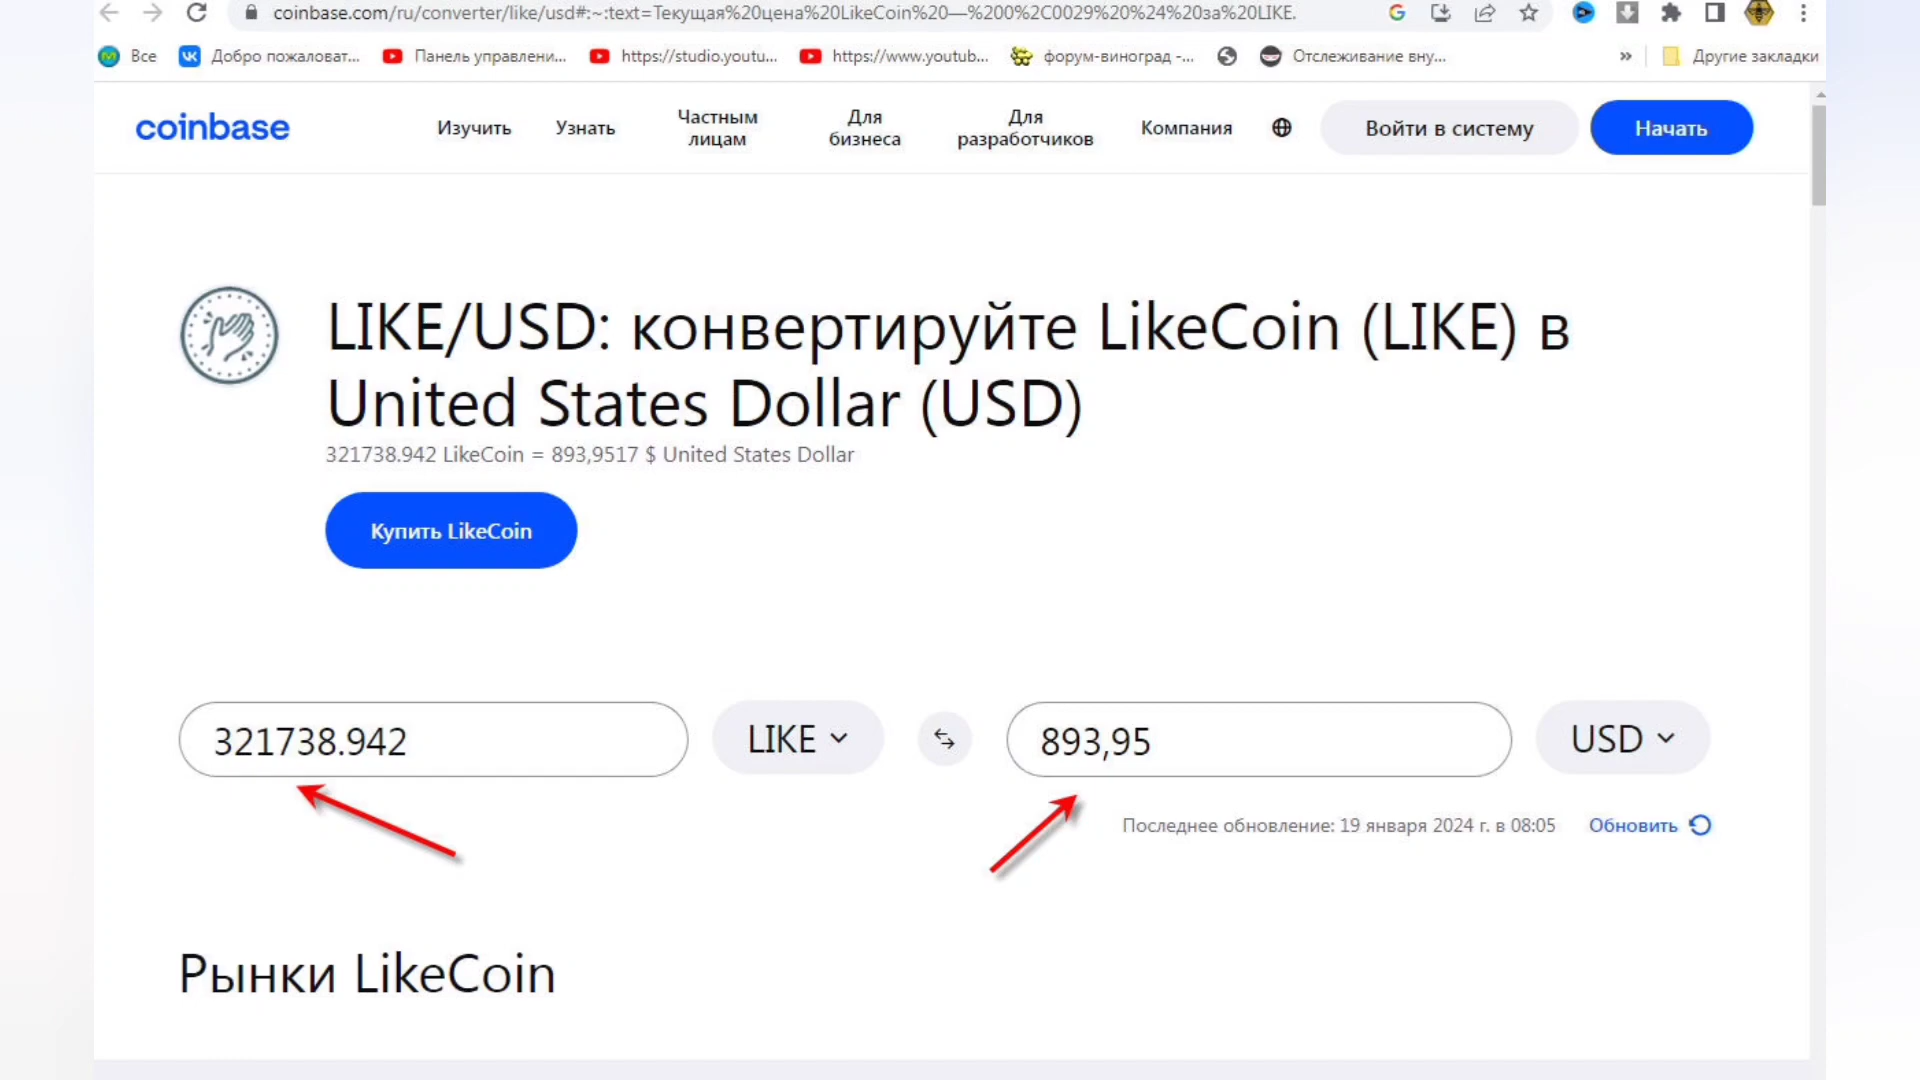 coinbase.com/ru/converter/like/usd#:~:text=Текущая%20цена%20LikeCoin%20—%200%2C0029%20%24%20за%20LIKE.
Все Добро пожаловат... Панель управлени... https://studio.youtu... https://www.youtub... форум-виноград -... Отслеживание вну... » Другие закладки
coinbase Изучить Узнать Частным лицам Для бизнеса Для разработчиков Компания Войти в систему Начать
LIKE/USD: конвертируйте LikeCoin (LIKE) в
United States Dollar (USD)
321738.942 LikeCoin = 893,9517 $ United States Dollar
Купить LikeCoin
321738.942 LIKE 893,95 USD
Последнее обновление: 19 января 2024 г. в 08:05 Обновить
Рынки LikeCoin